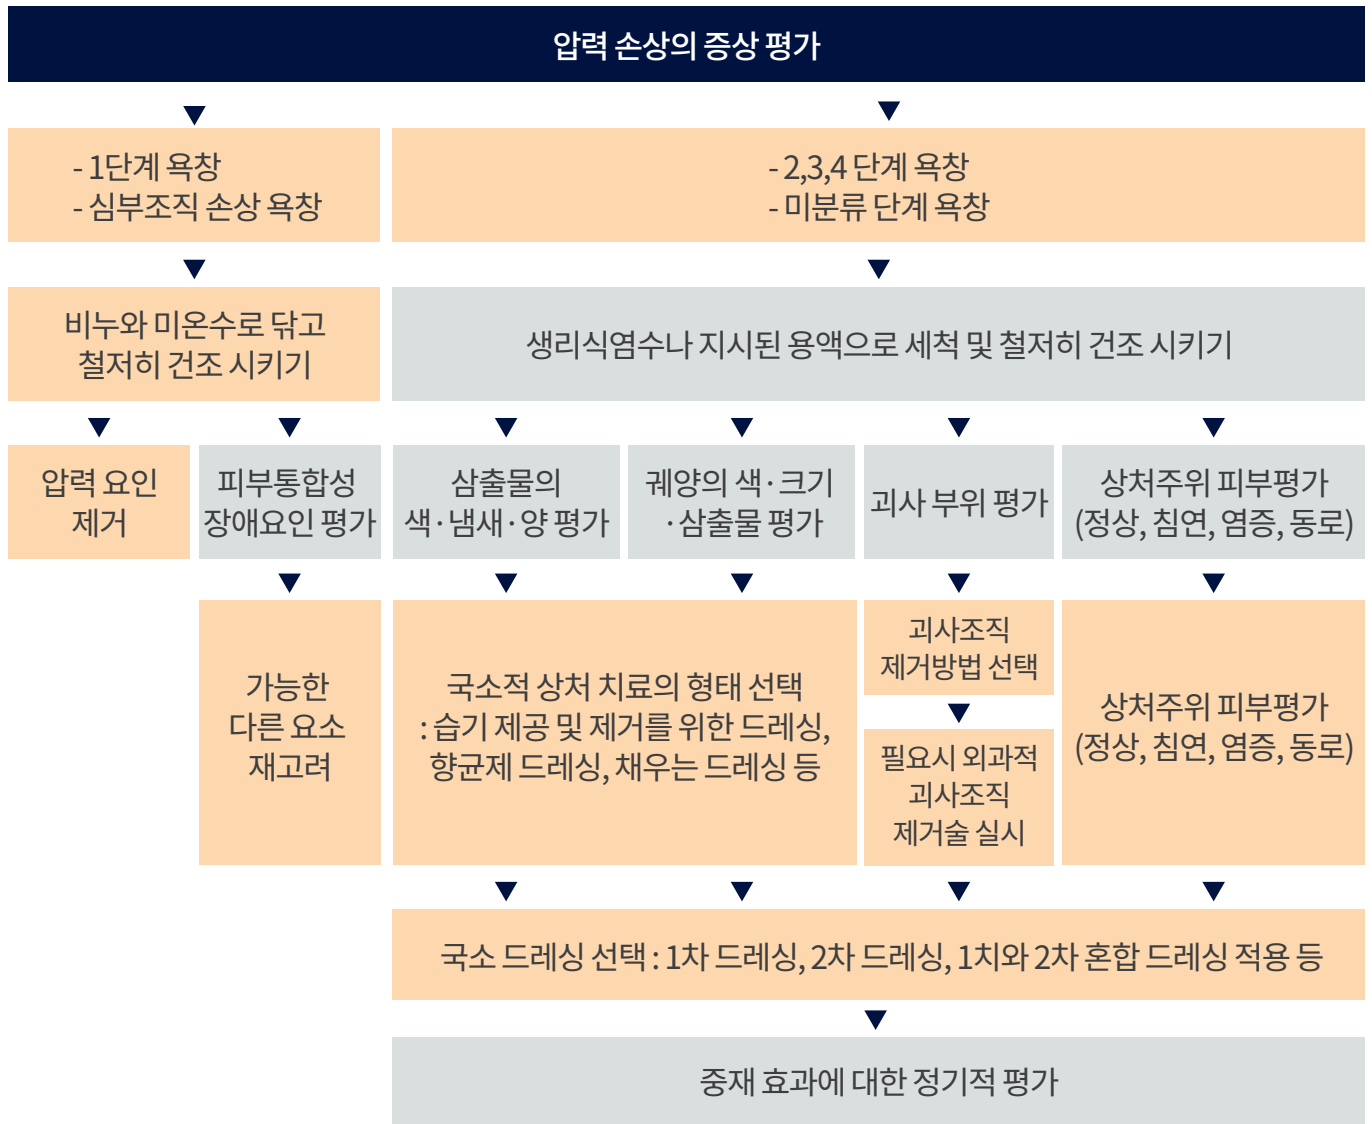 압력 손상의 증상 평가
- 1단계 욕창
- 심부조직 손상 욕창
- 2,3,4 단계 욕창
- 미분류 단계 욕창
비누와 미온수로 닦고
철저히 건조 시키기
생리식염수나 지시된 용액으로 세척 및 철저히 건조 시키기
압력 요인
제거
피부통합성
장애요인 평가
삼출물의
색·냄새·양 평가
궤양의 색·크기
·삼출물 평가
괴사 부위 평가
상처주위 피부평가
(정상, 침연, 염증, 동로)
가능한
다른 요소
재고려
국소적 상처 치료의 형태 선택
: 습기 제공 및 제거를 위한 드레싱,
향균제 드레싱, 채우는 드레싱 등
괴사조직
제거방법 선택
필요시 외과적
괴사조직
제거술 실시
상처주위 피부평가
(정상, 침연, 염증, 동로)
국소 드레싱 선택 : 1차 드레싱, 2차 드레싱, 1치와 2차 혼합 드레싱 적용 등
중재 효과에 대한 정기적 평가